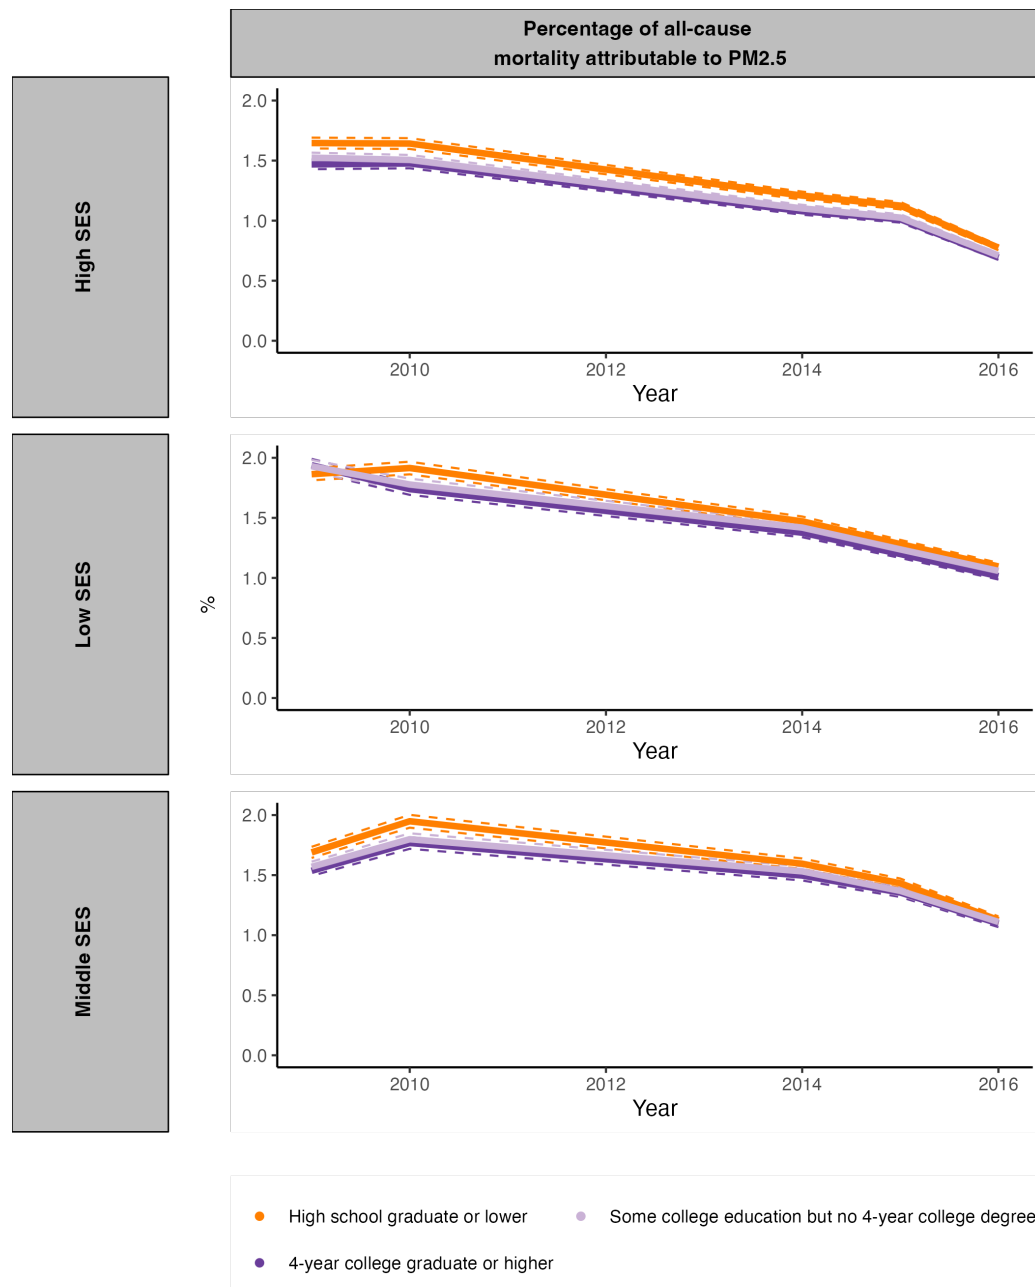 Percentage of all-cause
mortality attributable to PM2.5
High SES
2.0
1.5
1.0
0.5
0.0
2010 2012 2014 2016
Year
Low SES
%
2.0
1.5
1.0
0.5
0.0
2010 2012 2014 2016
Year
Middle SES
2.0
1.5
1.0
0.5
0.0
2010 2012 2014 2016
Year
High school graduate or lower Some college education but no 4-year college degree
4-year college graduate or higher